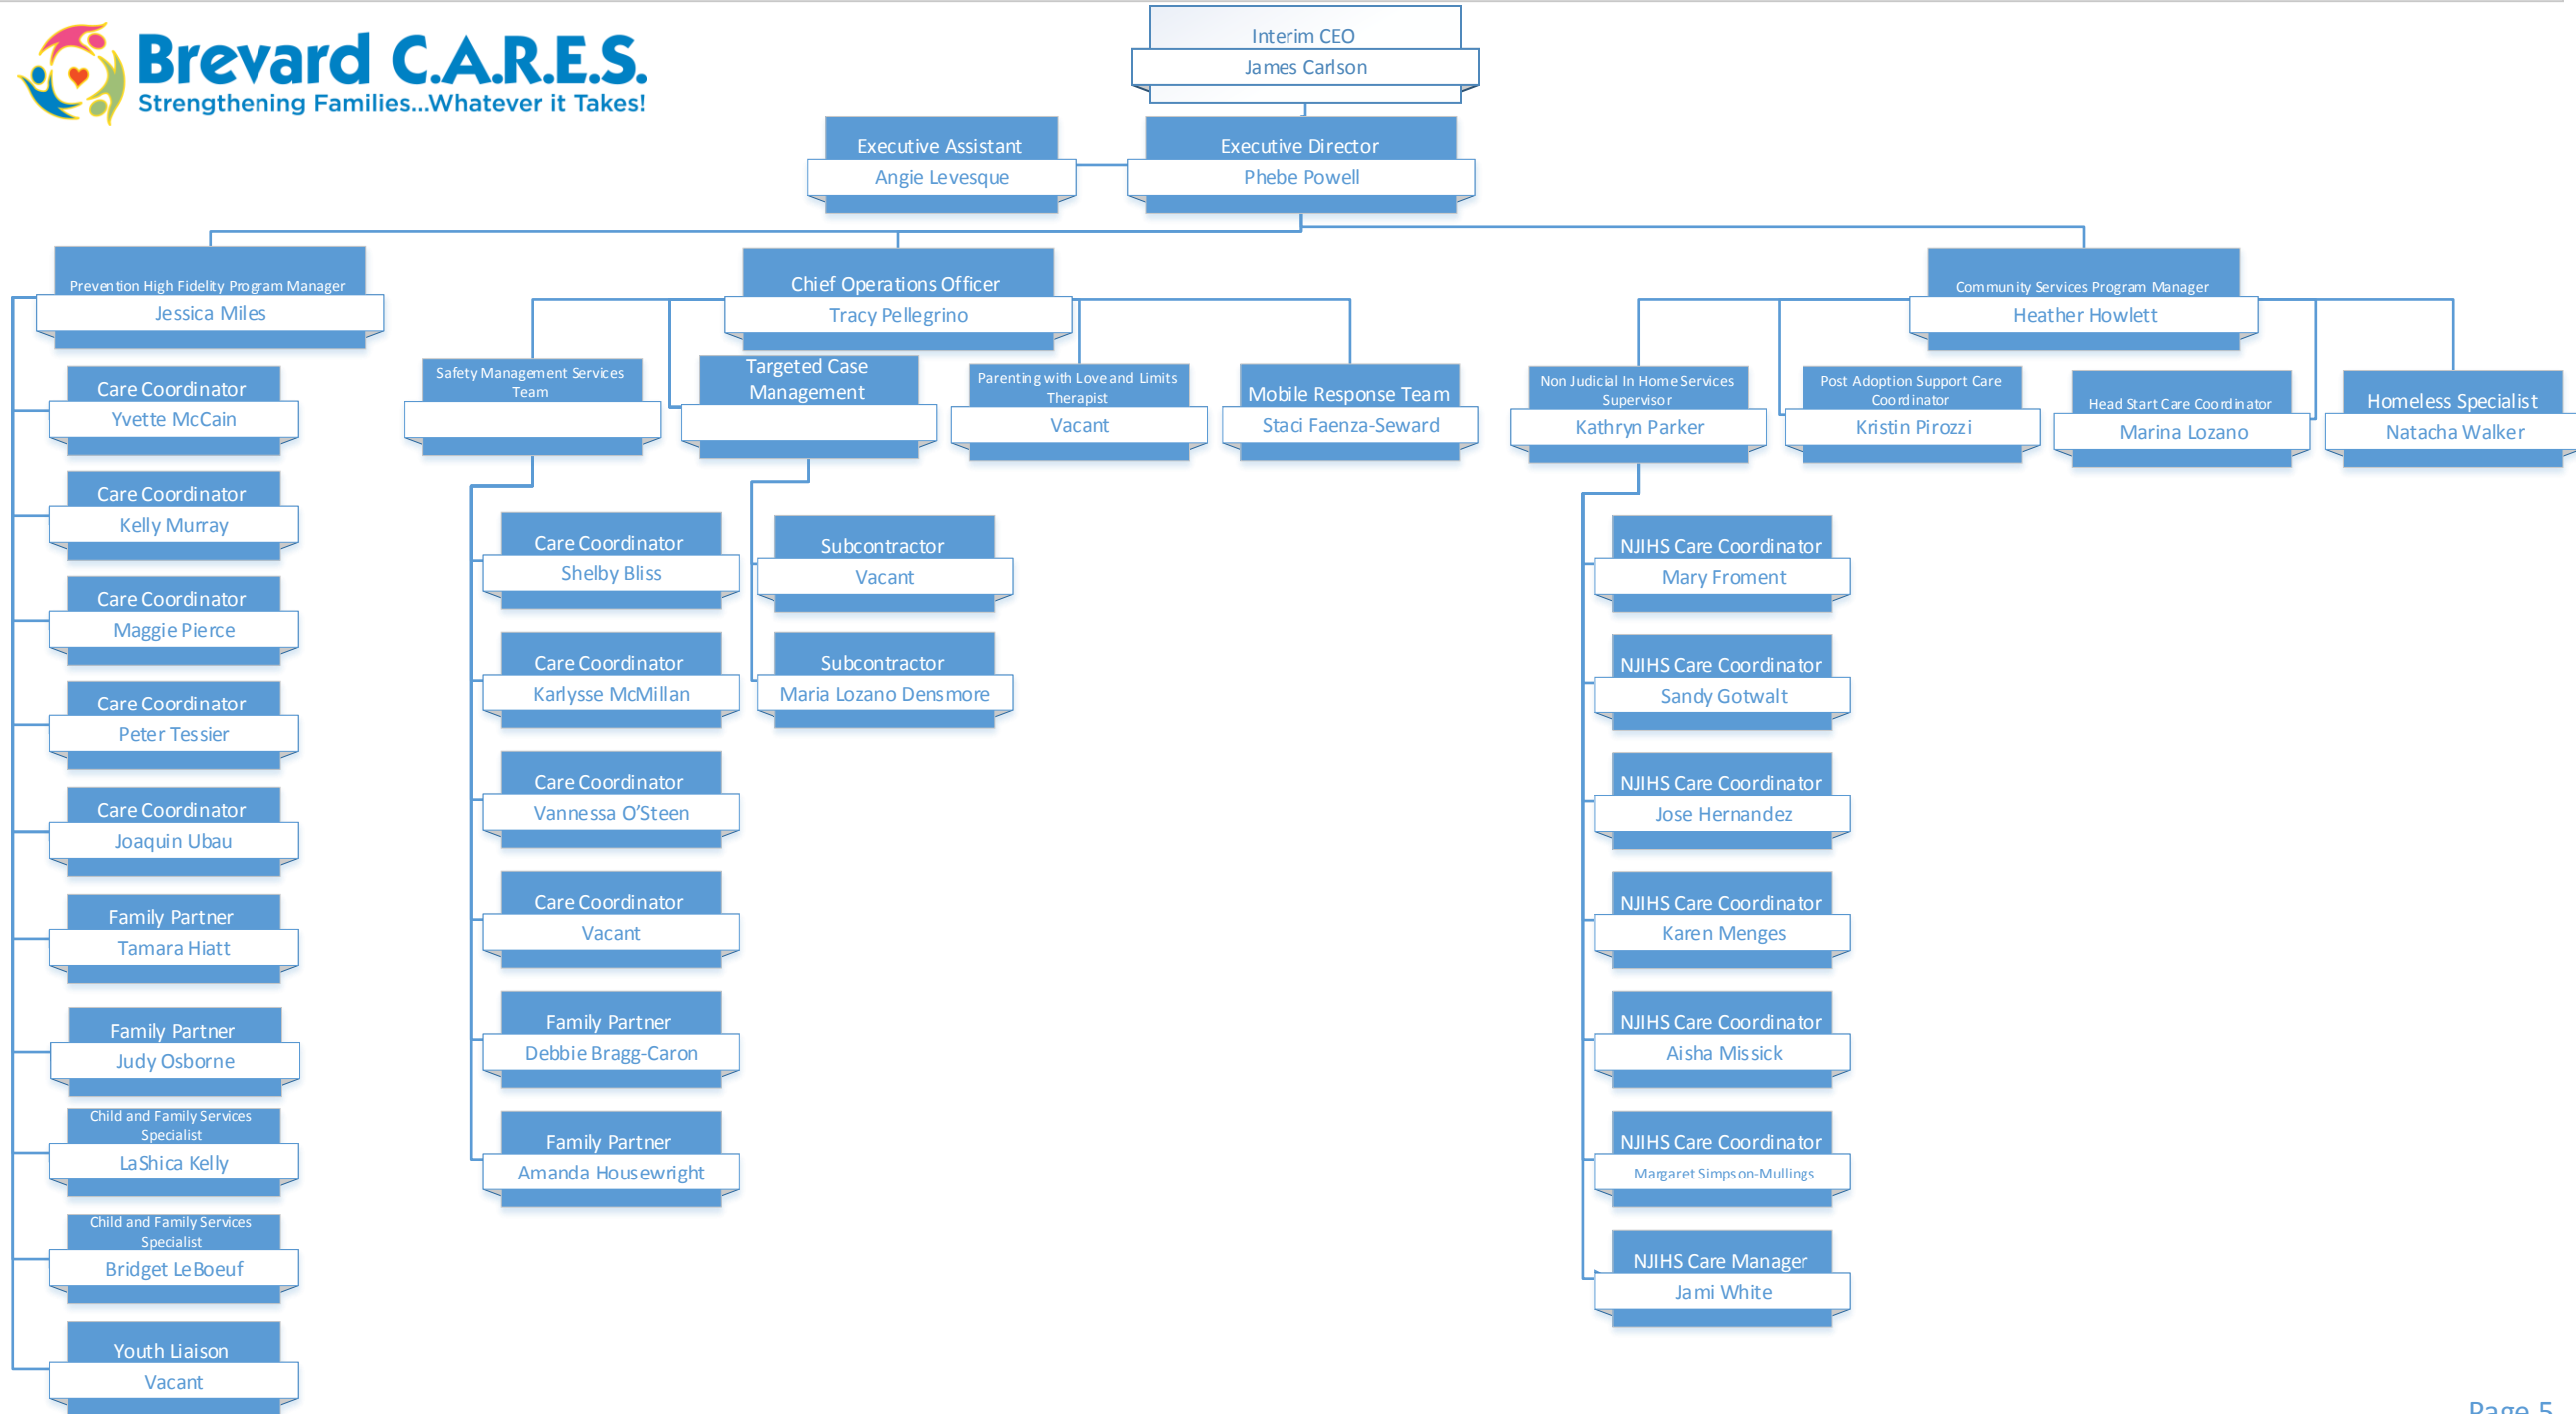 Brevard C.A.R.E.S.
Strengthening Families...Whatever it Takes!
Interim CEO
James Carlson
Executive Assistant
Angie Levesque
Executive Director
Phebe Powell
Prevention High Fidelity Program Manager
Jessica Miles
Care Coordinator
Yvette McCain
Care Coordinator
Kelly Murray
Care Coordinator
Maggie Pierce
Care Coordinator
Peter Tessier
Care Coordinator
Joaquin Ubau
Family Partner
Tamara Hiatt
Family Partner
Judy Osborne
Child and Family Services
Specialist
LaShica Kelly
Child and Family Services
Specialist
Bridget LeBoeuf
Youth Liaison
Vacant
Chief Operations Officer
Tracy Pellegrino
Safety Management Services
Team
Care Coordinator
Shelby Bliss
Care Coordinator
Karlysse McMillan
Care Coordinator
Vannessa O’Steen
Care Coordinator
Vacant
Family Partner
Debbie Bragg-Caron
Family Partner
Amanda Housewright
Targeted Case
Management
Subcontractor
Vacant
Subcontractor
Maria Lozano Densmore
Parenting with Love and Limits
Therapist
Vacant
Mobile Response Team
Staci Faenza-Seward
Community Services Program Manager
Heather Howlett
Non Judicial In Home Services
Supervisor
Kathryn Parker
NJIHS Care Coordinator
Mary Froment
NJIHS Care Coordinator
Sandy Gotwalt
NJIHS Care Coordinator
Jose Hernandez
NJIHS Care Coordinator
Karen Menges
NJIHS Care Coordinator
Aisha Missick
NJIHS Care Coordinator
Margaret Simpson-Mullings
NJIHS Care Manager
Jami White
Post Adoption Support Care
Coordinator
Kristin Pirozzi
Head Start Care Coordinator
Marina Lozano
Homeless Specialist
Natacha Walker
Page 5